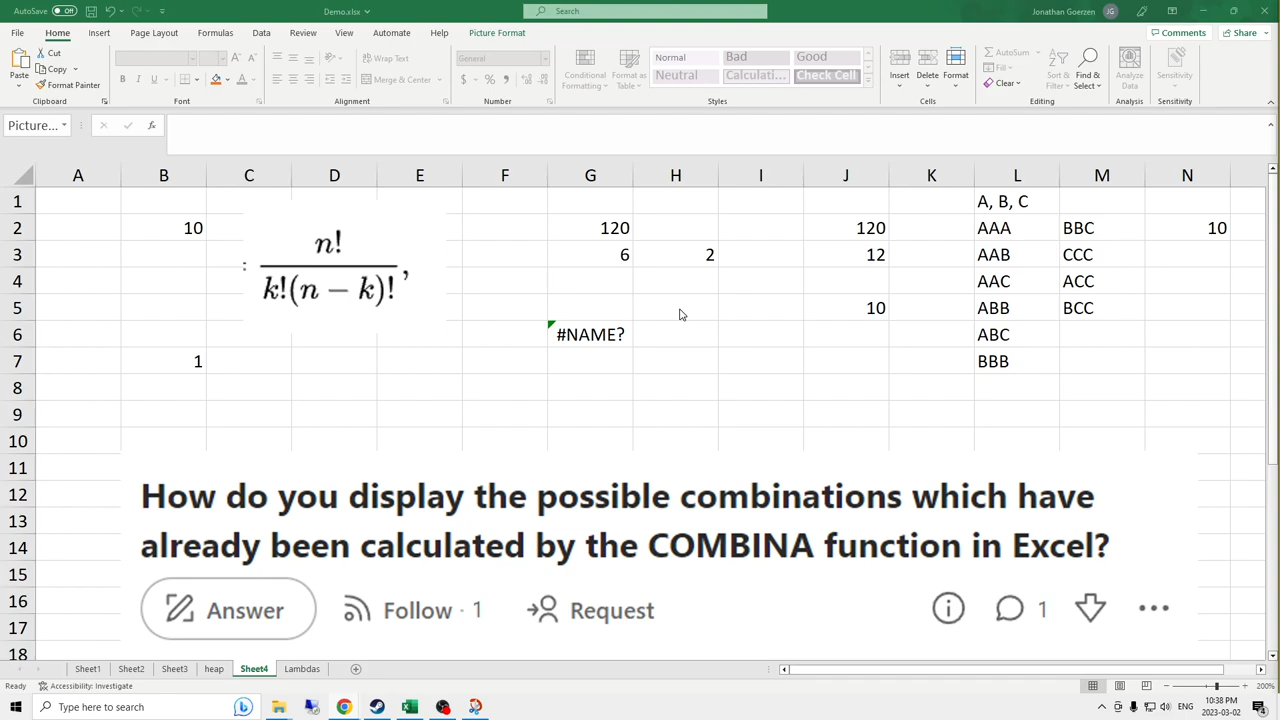 AutoSave Off Demo.xlsx Search Jonathan Goerzen JG
File Home Insert Page Layout Formulas Data Review View Automate Help Picture Format Comments Share
Paste Cut Copy Format Painter Clipboard
B I U A A A Font
Wrap Text Merge & Center Alignment
General $ % Number
Conditional Formatting Format as Table Normal Bad Good Neutral Check Cell Styles
Insert Delete Format Cells
AutoSum Fill Clear Sort & Filter Find & Select Editing
Analyze Data Analysis
Sensitivity Sensitivity
Picture... fx
A B C D E F G H I J K L M N
1 A, B, C
2 10 120 120 AAA BBC 10
3 6 2 12 AAB CCC
4 AAC ACC
5 10 ABB BCC
6 #NAME? ABC
7 1 BBB
: n! / k!(n − k)! ,
8
9
10
11
12
13
14
15
16
17
18
How do you display the possible combinations which have
already been calculated by the COMBINA function in Excel?
Answer Follow · 1 Request 1
Sheet1 Sheet2 Sheet3 heap Sheet4 Lambdas
Ready Accessibility: Investigate 200%
Type here to search ENG 10:38 PM
2023-03-02